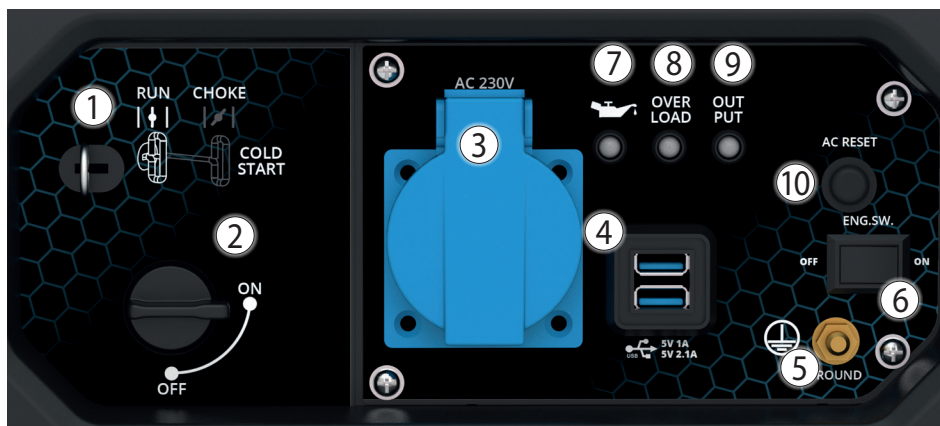 1
RUN
CHOKE
COLD
START
2
ON
OFF
AC 230V
3
4
USB
5V 1A
5V 2.1A
7
8
9
OVER
LOAD
OUT
PUT
AC RESET
10
ENG.SW.
OFF
ON
6
5
ROUND